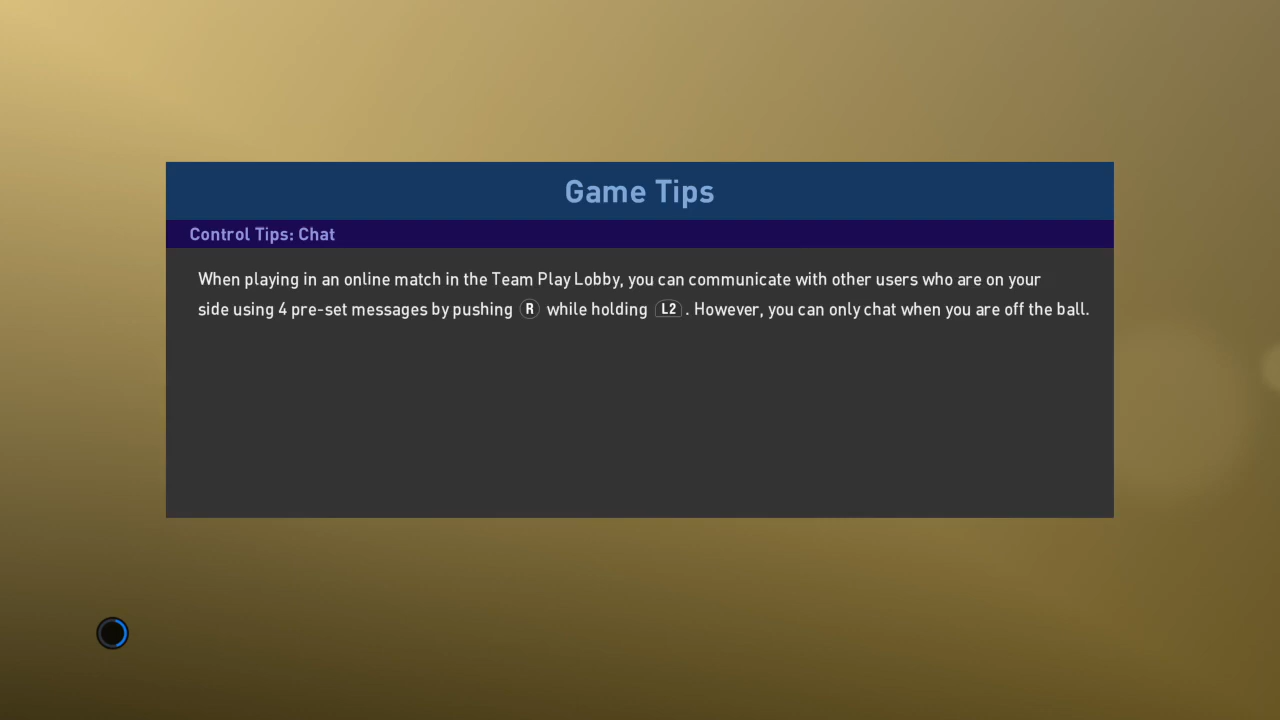 Game Tips
Control Tips: Chat
When playing in an online match in the Team Play Lobby, you can communicate with other users who are on your
side using 4 pre-set messages by pushing R while holding L2 . However, you can only chat when you are off the ball.